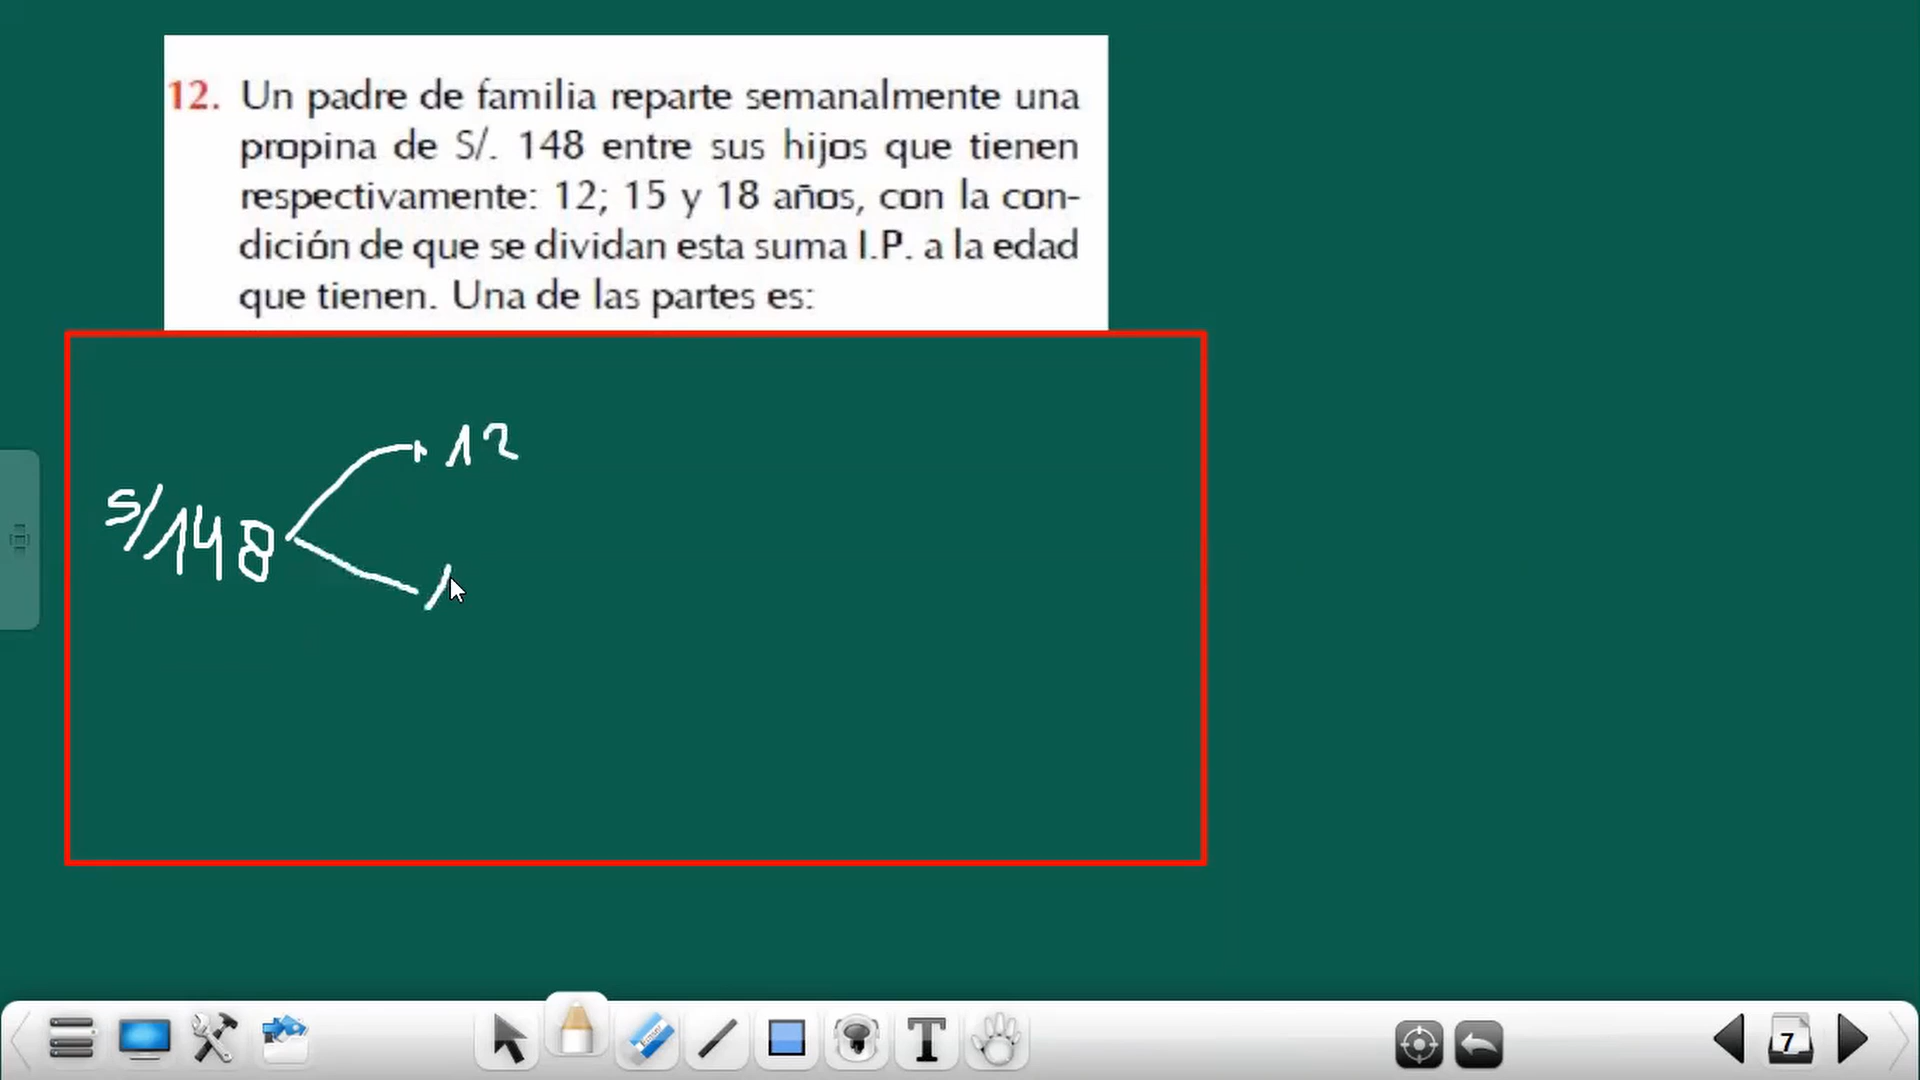 12. Un padre de familia reparte semanalmente una
propina de S/. 148 entre sus hijos que tienen
respectivamente: 12; 15 y 18 años, con la con-
dición de que se dividan esta suma I.P. a la edad
que tienen. Una de las partes es:
12
S/148
T
7